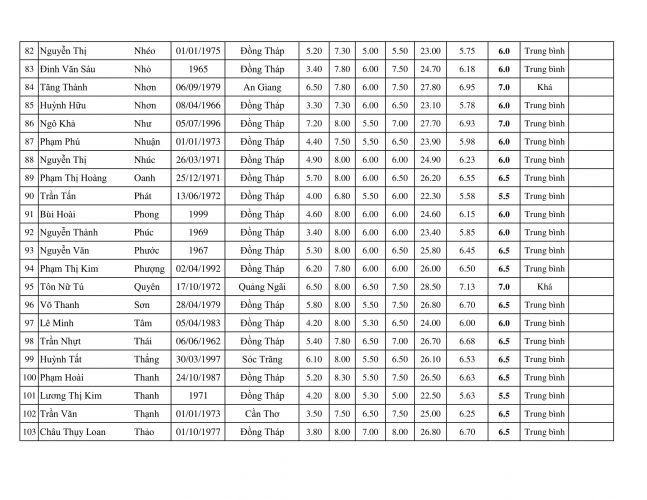 82 Nguyễn Thị Nhéo 01/01/1975 Đồng Tháp 5.20 7.30 5.00 5.50 23.00 5.75 6.0 Trung bình
83 Đinh Văn Sáu Nhỏ 1965 Đồng Tháp 3.40 7.80 6.00 7.50 24.70 6.18 6.0 Trung bình
84 Tăng Thành Nhơn 06/09/1979 An Giang 6.50 7.80 6.00 7.50 27.80 6.95 7.0 Khá
85 Huỳnh Hữu Nhơn 08/04/1966 Đồng Tháp 3.30 7.30 6.00 6.50 23.10 5.78 6.0 Trung bình
86 Ngô Khả Như 05/07/1996 Đồng Tháp 7.20 8.00 5.50 7.00 27.70 6.93 7.0 Khá
87 Phạm Phú Nhuận 01/01/1973 Đồng Tháp 4.40 7.50 5.50 6.50 23.90 5.98 6.0 Trung bình
88 Nguyễn Thị Nhúc 26/03/1971 Đồng Tháp 4.90 8.00 6.00 6.00 24.90 6.23 6.0 Trung bình
89 Phạm Thị Hoàng Oanh 25/12/1971 Đồng Tháp 5.70 8.00 6.00 6.50 26.20 6.55 6.5 Trung bình
90 Trần Tấn Phát 13/06/1972 Đồng Tháp 4.00 6.80 5.50 6.00 22.30 5.58 5.5 Trung bình
91 Bùi Hoài Phong 1999 Đồng Tháp 4.60 8.00 6.00 6.00 24.60 6.15 6.0 Trung bình
92 Nguyễn Thành Phúc 1969 Đồng Tháp 3.40 8.00 6.00 6.00 23.40 5.85 6.0 Trung bình
93 Nguyễn Văn Phước 1967 Đồng Tháp 5.30 8.00 6.00 6.50 25.80 6.45 6.5 Trung bình
94 Phạm Thị Kim Phượng 02/04/1992 Đồng Tháp 6.20 7.80 6.00 6.00 26.00 6.50 6.5 Trung bình
95 Tôn Nữ Tú Quyên 17/10/1972 Quảng Ngãi 6.50 8.00 6.50 7.50 28.50 7.13 7.0 Khá
96 Võ Thanh Sơn 28/04/1979 Đồng Tháp 5.80 8.00 5.50 7.50 26.80 6.70 6.5 Trung bình
97 Lê Minh Tâm 05/04/1983 Đồng Tháp 4.20 8.00 5.30 6.50 24.00 6.00 6.0 Trung bình
98 Trần Nhựt Thái 06/06/1962 Đồng Tháp 5.40 7.80 6.50 7.00 26.70 6.68 6.5 Trung bình
99 Huỳnh Tất Thắng 30/03/1997 Sóc Trăng 6.10 8.00 5.50 6.50 26.10 6.53 6.5 Trung bình
100 Phạm Hoài Thanh 24/10/1987 Đồng Tháp 5.20 8.30 5.50 7.50 26.50 6.63 6.5 Trung bình
101 Lương Thị Kim Thanh 1971 Đồng Tháp 4.20 8.00 5.30 5.00 22.50 5.63 5.5 Trung bình
102 Trần Văn Thạnh 01/01/1973 Cần Thơ 3.50 7.50 6.50 7.50 25.00 6.25 6.5 Trung bình
103 Châu Thụy Loan Thảo 01/10/1977 Đồng Tháp 3.80 8.00 7.00 8.00 26.80 6.70 6.5 Trung bình